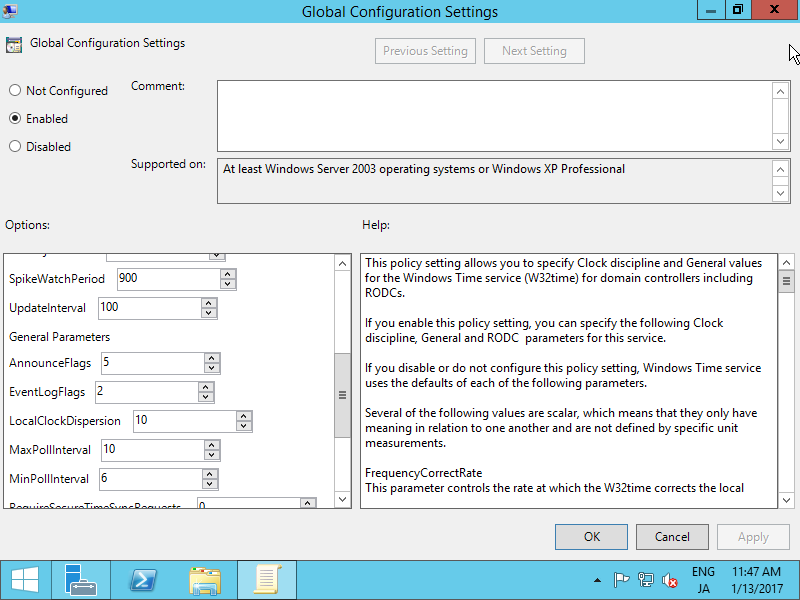 Global Configuration Settings
Global Configuration Settings
Previous Setting
Next Setting
Not Configured
Enabled
Disabled
Comment:
Supported on:
At least Windows Server 2003 operating systems or Windows XP Professional
Options:
SpikeWatchPeriod 900
UpdateInterval 100
General Parameters
AnnounceFlags 5
EventLogFlags 2
LocalClockDispersion 10
MaxPollInterval 10
MinPollInterval 6
RequireSecureTimeSyncRequests 0
Help:
This policy setting allows you to specify Clock discipline and General values
for the Windows Time service (W32time) for domain controllers including
RODCs.
If you enable this policy setting, you can specify the following Clock
discipline, General and RODC parameters for this service.
If you disable or do not configure this policy setting, Windows Time service
uses the defaults of each of the following parameters.
Several of the following values are scalar, which means that they only have
meaning in relation to one another and are not defined by specific unit
measurements.
FrequencyCorrectRate
This parameter controls the rate at which the W32time corrects the local
OK
Cancel
Apply
ENG
JA
11:47 AM
1/13/2017